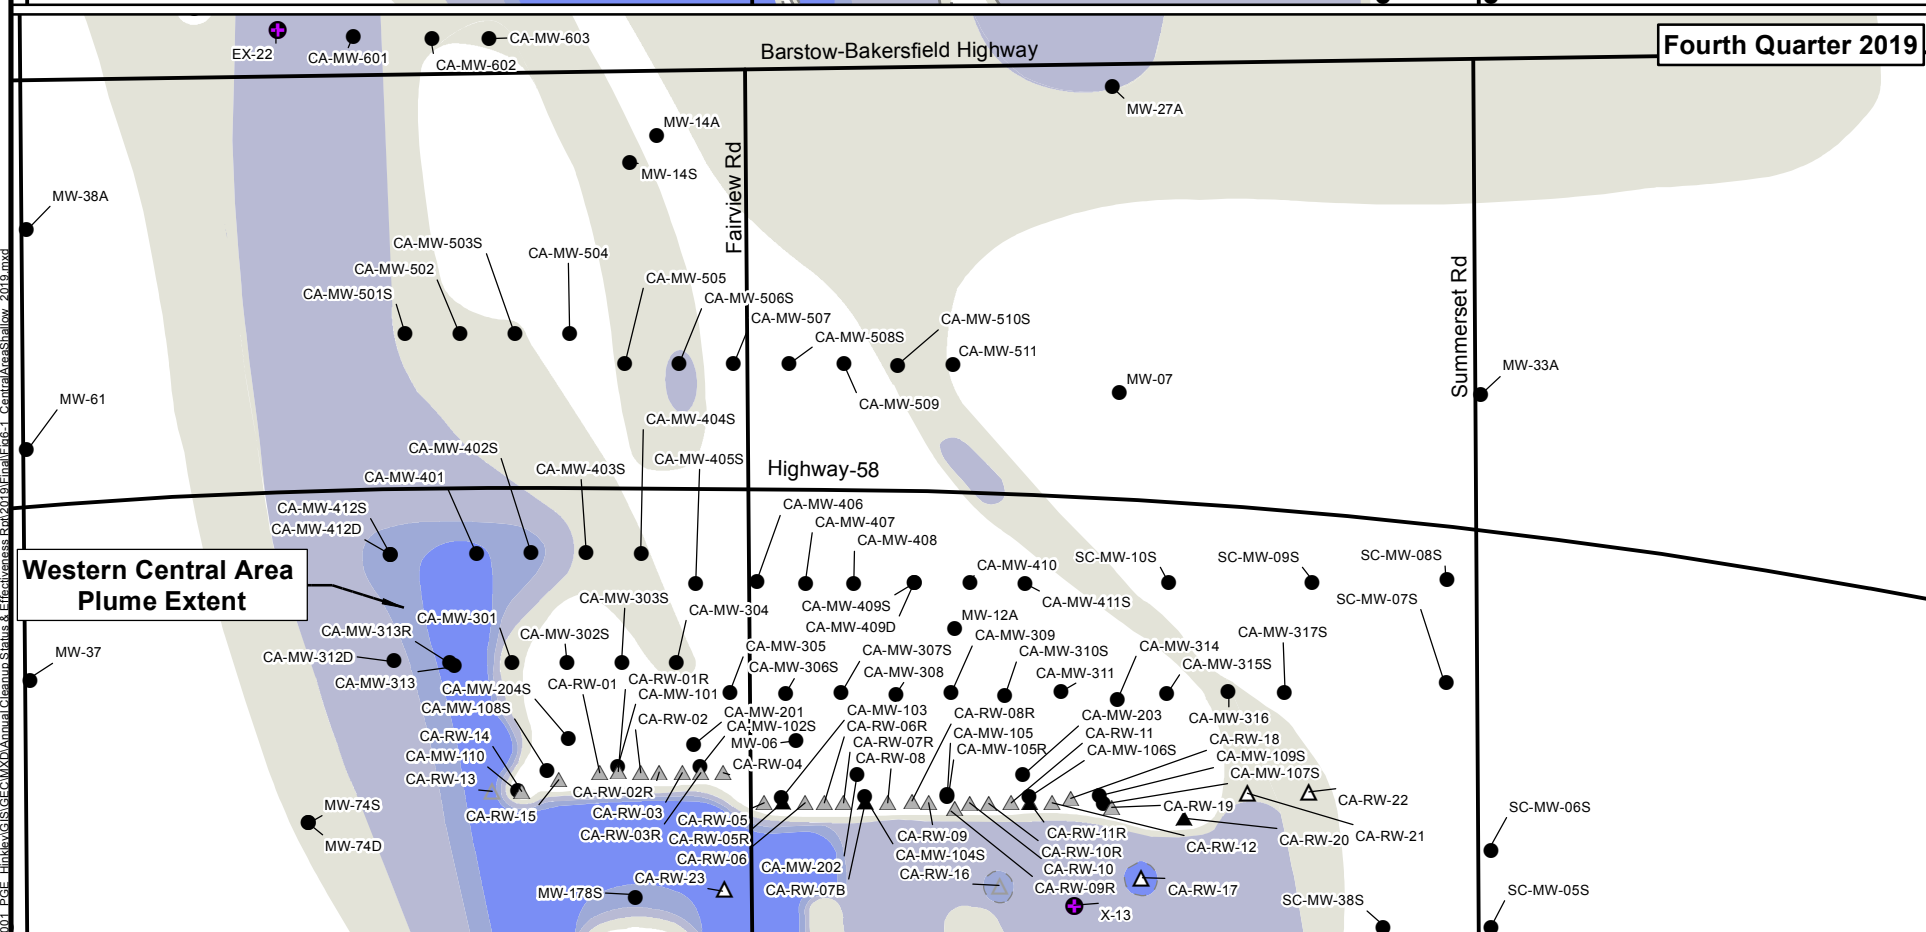 Fourth Quarter 2019
EX-22
CA-MW-601
CA-MW-602
CA-MW-603
Barstow-Bakersfield Highway
MW-27A
MW-14A
MW-14S
Fairview Rd
MW-38A
CA-MW-503S
CA-MW-504
CA-MW-502
CA-MW-501S
CA-MW-505
CA-MW-506S
CA-MW-507
CA-MW-508S
CA-MW-510S
CA-MW-511
CA-MW-509
MW-07
Summerset Rd
MW-33A
MW-61
CA-MW-404S
CA-MW-402S
CA-MW-403S
CA-MW-405S
CA-MW-401
Highway-58
CA-MW-412S
CA-MW-412D
CA-MW-406
CA-MW-407
CA-MW-408
CA-MW-410
SC-MW-10S
SC-MW-09S
SC-MW-08S
Western Central Area
Plume Extent
CA-MW-303S
CA-MW-304
CA-MW-409S
CA-MW-409D
CA-MW-411S
SC-MW-07S
CA-MW-301
CA-MW-313R
CA-MW-302S
MW-12A
CA-MW-309
CA-MW-317S
MW-37
CA-MW-312D
CA-MW-305
CA-MW-307S
CA-MW-310S
CA-MW-314
CA-MW-306S
CA-MW-308
CA-MW-311
CA-MW-315S
CA-MW-313
CA-MW-204S
CA-RW-01
CA-RW-01R
CA-MW-101
CA-MW-108S
CA-RW-02
CA-MW-201
CA-MW-102S
CA-MW-103
CA-RW-06R
CA-RW-08R
CA-MW-203
CA-MW-316
CA-RW-14
MW-06
CA-RW-07R
CA-MW-105
CA-RW-11
CA-RW-18
CA-MW-110
CA-RW-04
CA-RW-08
CA-MW-105R
CA-MW-106S
CA-MW-109S
CA-RW-13
CA-MW-107S
CA-RW-02R
CA-RW-22
MW-74S
CA-RW-15
CA-RW-03
CA-RW-05
CA-RW-19
SC-MW-06S
CA-RW-03R
CA-RW-05R
CA-RW-09
CA-RW-11R
CA-RW-20
CA-RW-21
MW-74D
CA-RW-06
CA-MW-104S
CA-RW-10R
CA-RW-12
CA-MW-202
CA-RW-16
CA-RW-10
CA-RW-23
CA-RW-07B
CA-RW-09R
CA-RW-17
MW-178S
X-13
SC-MW-38S
SC-MW-05S